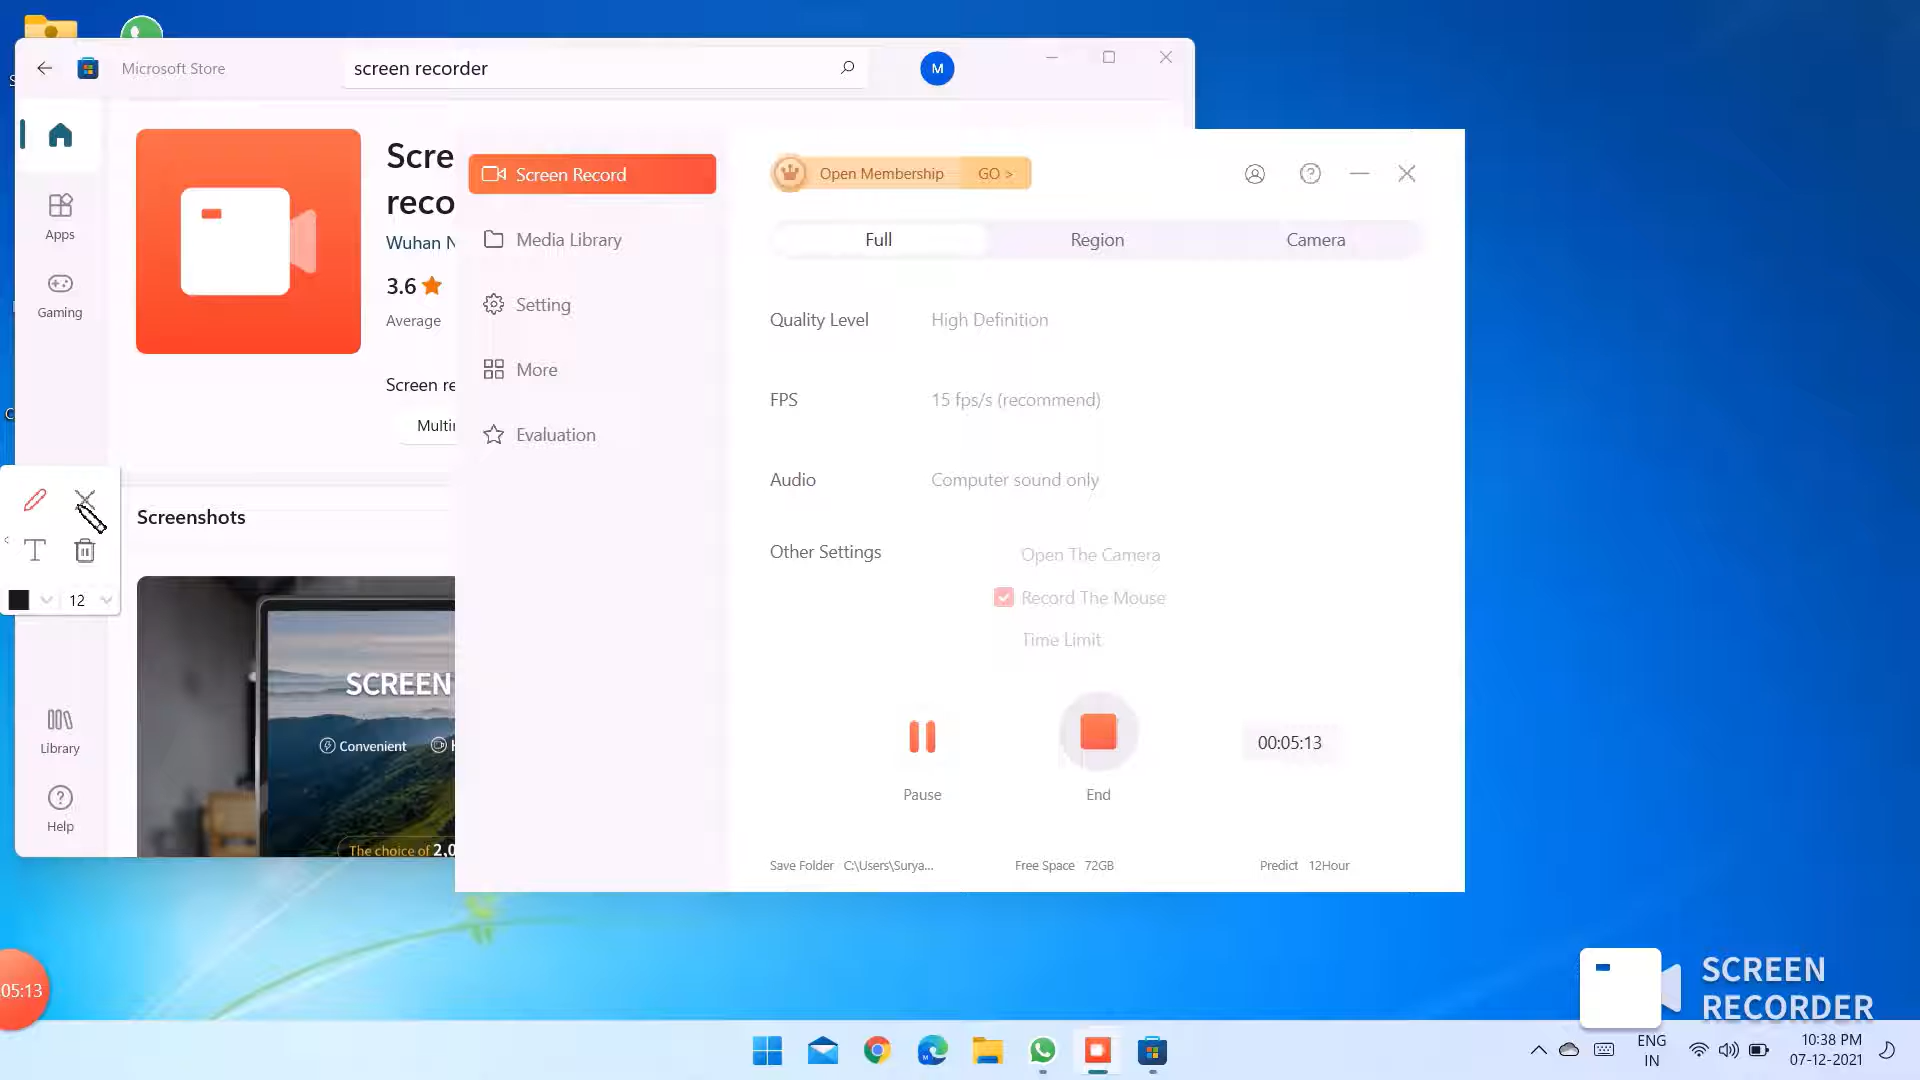 Microsoft Store
screen recorder
M
Apps
Gaming
Library
Help
Scre
reco
Wuhan N
3.6
Average
Screen re
Multi
Screenshots
SCREEN
Convenient
The choice of 2,0
T
12
05:13
Screen Record
Media Library
Setting
More
Evaluation
Open Membership GO >
Full Region Camera
Quality Level High Definition
FPS 15 fps/s (recommend)
Audio Computer sound only
Other Settings
Open The Camera
Record The Mouse
Time Limit
00:05:13
Pause
End
Save Folder C:\Users\Surya...
Free Space 72GB
Predict 12Hour
SCREEN
RECORDER
ENG
IN
10:38 PM
07-12-2021